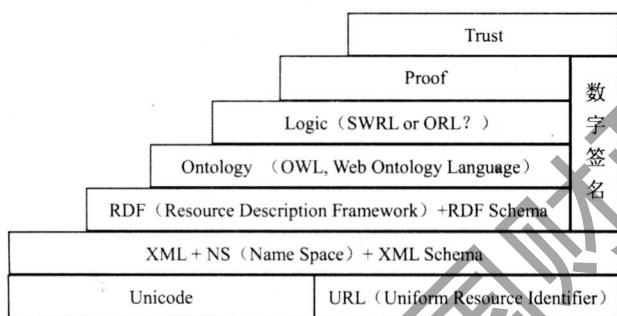 Trust
Proof
数字签名
Logic（SWRL or ORL？）
Ontology （OWL, Web Ontology Language）
RDF（Resource Description Framework）+RDF Schema
XML + NS（Name Space）+ XML Schema
Unicode
URL（Uniform Resource Identifier）